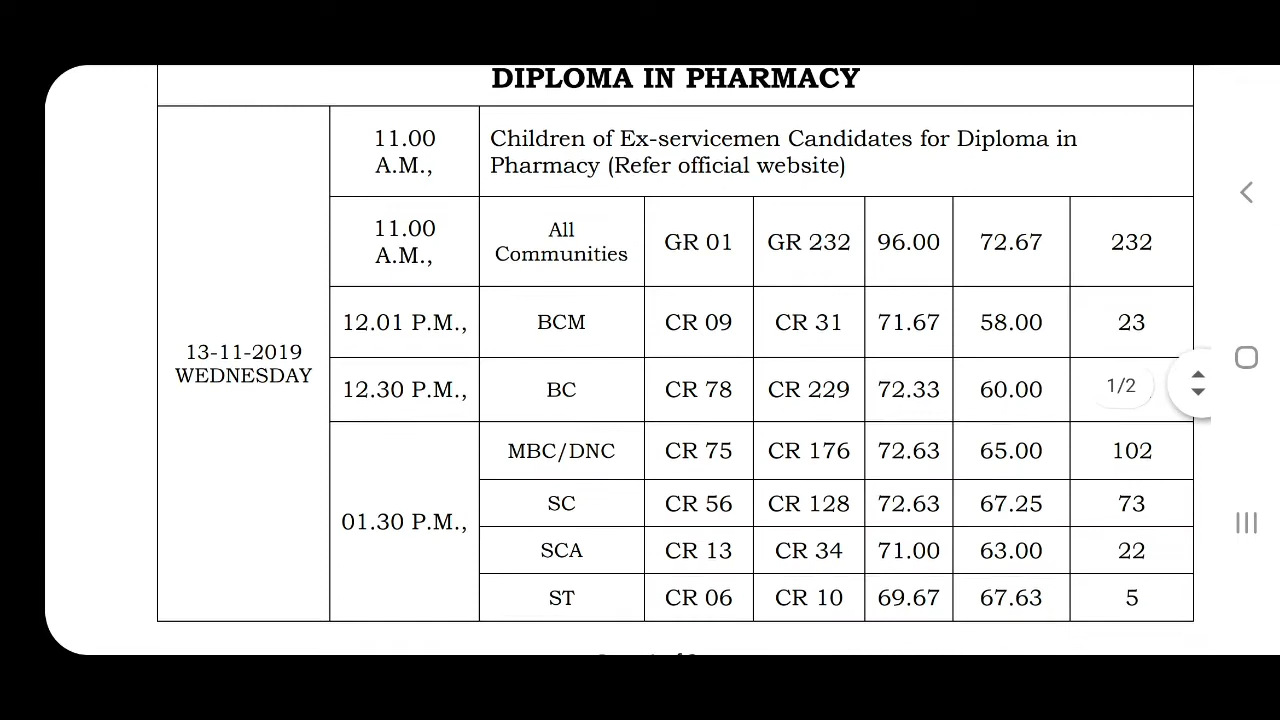 DIPLOMA IN PHARMACY
11.00
A.M.,
Children of Ex-servicemen Candidates for Diploma in
Pharmacy (Refer official website)
11.00
A.M.,
All
Communities
GR 01
GR 232
96.00
72.67
232
12.01 P.M.,
BCM
CR 09
CR 31
71.67
58.00
23
13-11-2019
WEDNESDAY
12.30 P.M.,
BC
CR 78
CR 229
72.33
60.00
1/2
01.30 P.M.,
MBC/DNC
CR 75
CR 176
72.63
65.00
102
SC
CR 56
CR 128
72.63
67.25
73
SCA
CR 13
CR 34
71.00
63.00
22
ST
CR 06
CR 10
69.67
67.63
5